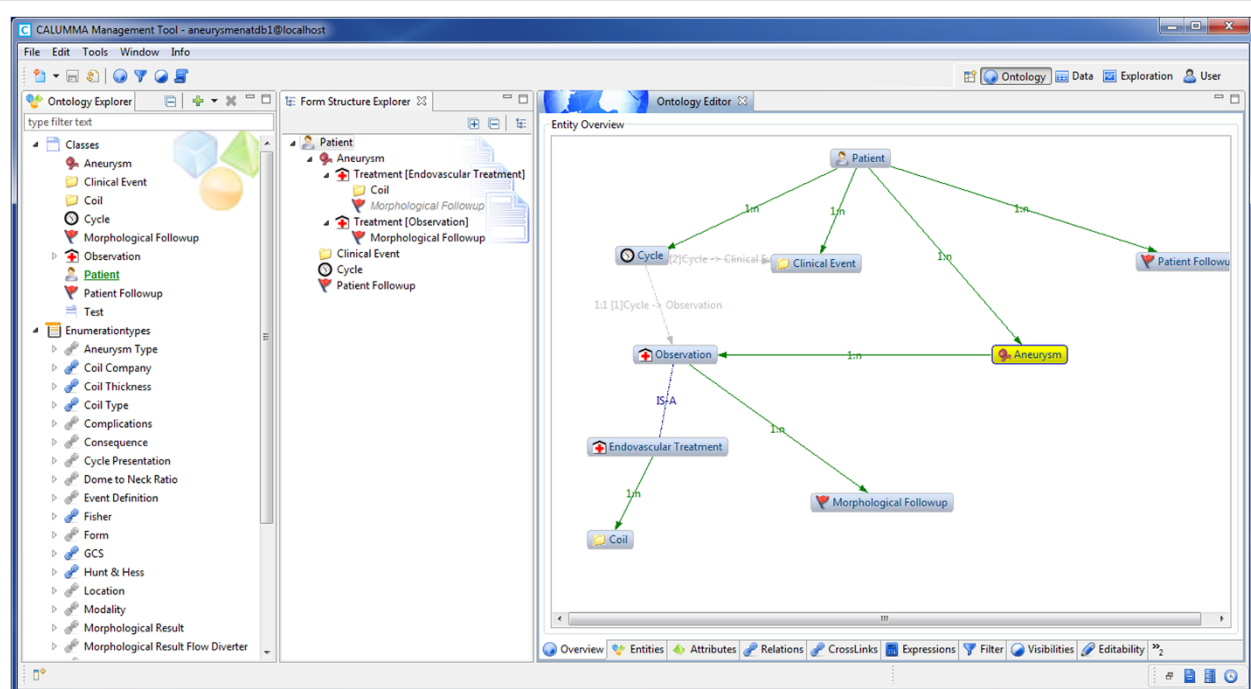 CALUMMA Management Tool - aneurysmenatdb1@localhost
File Edit Tools Window Info
Ontology Data Exploration User
Ontology Explorer
type filter text
Classes
Aneurysm
Clinical Event
Coil
Cycle
Morphological Followup
Observation
Patient
Patient Followup
Test
Enumerationtypes
Aneurysm Type
Coil Company
Coil Thickness
Coil Type
Complications
Consequence
Cycle Presentation
Dome to Neck Ratio
Event Definition
Fisher
Form
GCS
Hunt & Hess
Location
Modality
Morphological Result
Morphological Result Flow Diverter
Form Structure Explorer
Patient
Aneurysm
Treatment [Endovascular Treatment]
Coil
Morphological Followup
Treatment [Observation]
Morphological Followup
Clinical Event
Cycle
Patient Followup
Ontology Editor
Entity Overview
Patient
1:n
1:n
1:n
1:n
Cycle
[2]Cycle -> Clinical E
Clinical Event
Patient Followu
1:1 [1]Cycle -> Observation
Observation
1:n
Aneurysm
IS-A
1:n
Endovascular Treatment
1:n
Morphological Followup
Coil
Overview Entities Attributes Relations CrossLinks Expressions Filter Visibilities Editability »2